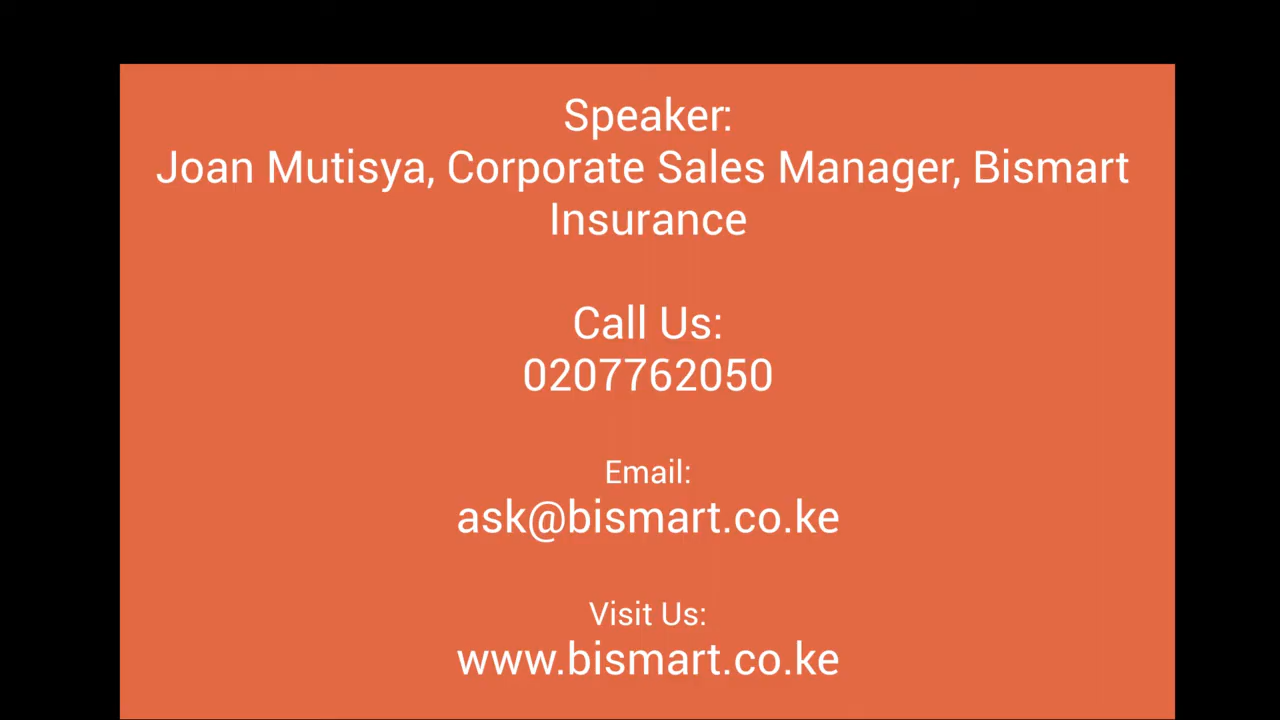 Speaker:
Joan Mutisya, Corporate Sales Manager, Bismart
Insurance
Call Us:
0207762050
Email:
ask@bismart.co.ke
Visit Us:
www.bismart.co.ke